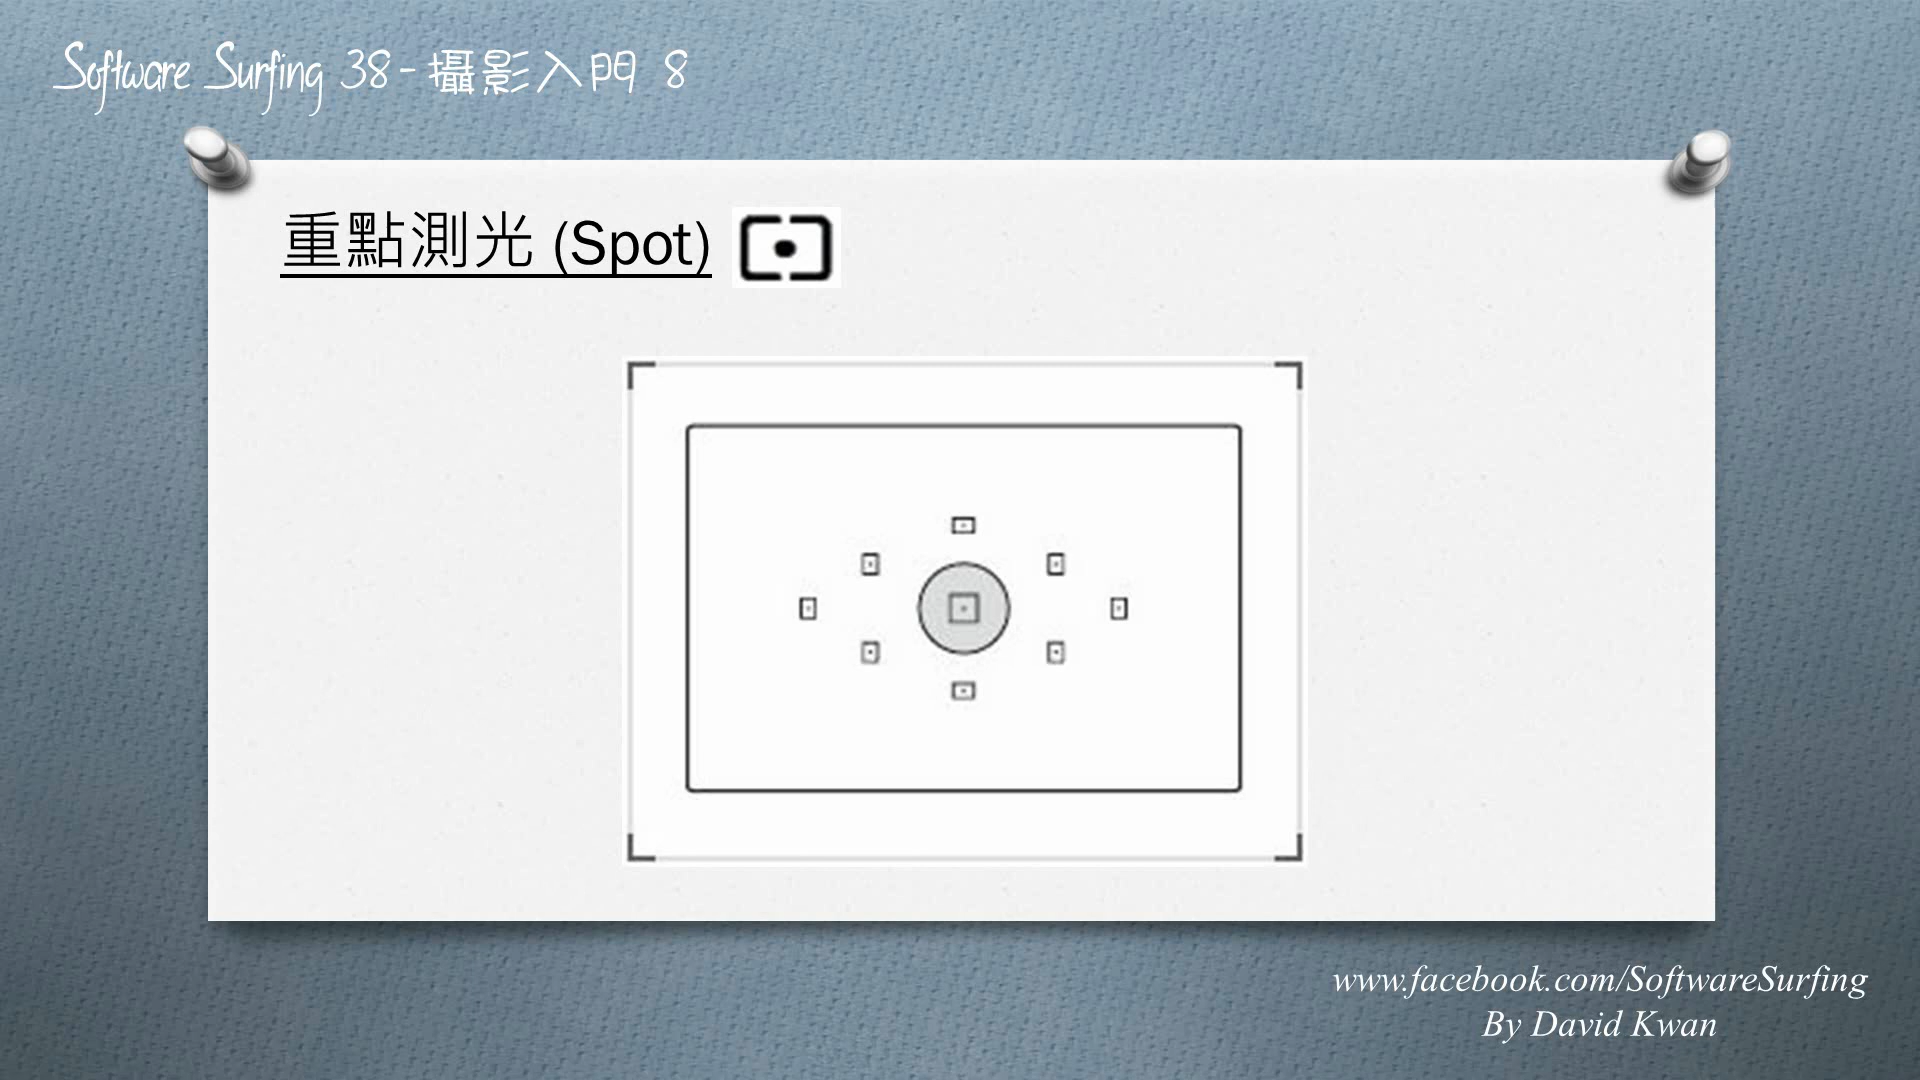 Software Surfing 38-攝影入門 8
重點測光 (Spot)
www.facebook.com/SoftwareSurfing
By David Kwan